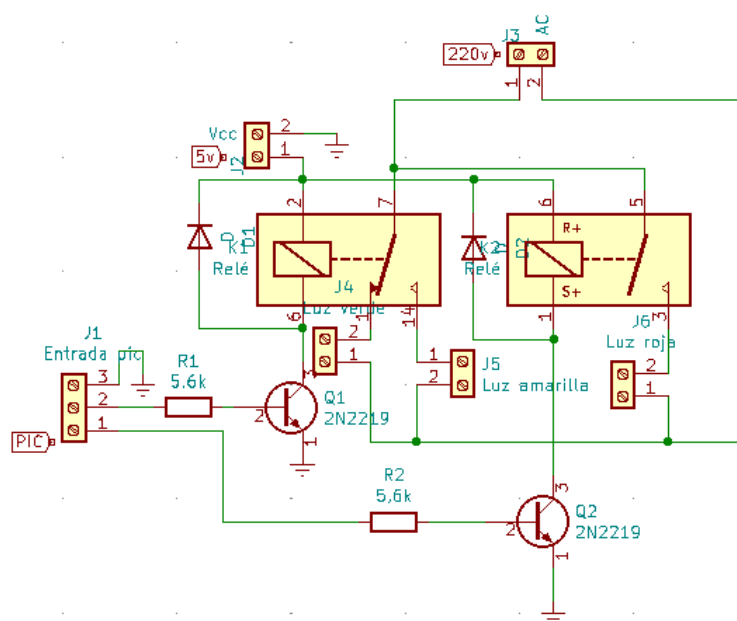 AC
J3
220v
1 2
Vcc
2
5v
1
J2
2
7
6
5
D
D1
K1
Relé
K2
Relé
D
D2
R+
S+
J4
Luz verde
6
1
14
1
3
J6
Luz roja
2
1
2
1
1
2
J5
Luz amarilla
J1
Entrada pic
3
2
1
PIC
R1
5.6k
2
3
1
Q1
2N2219
R2
5,6k
2
3
1
Q2
2N2219